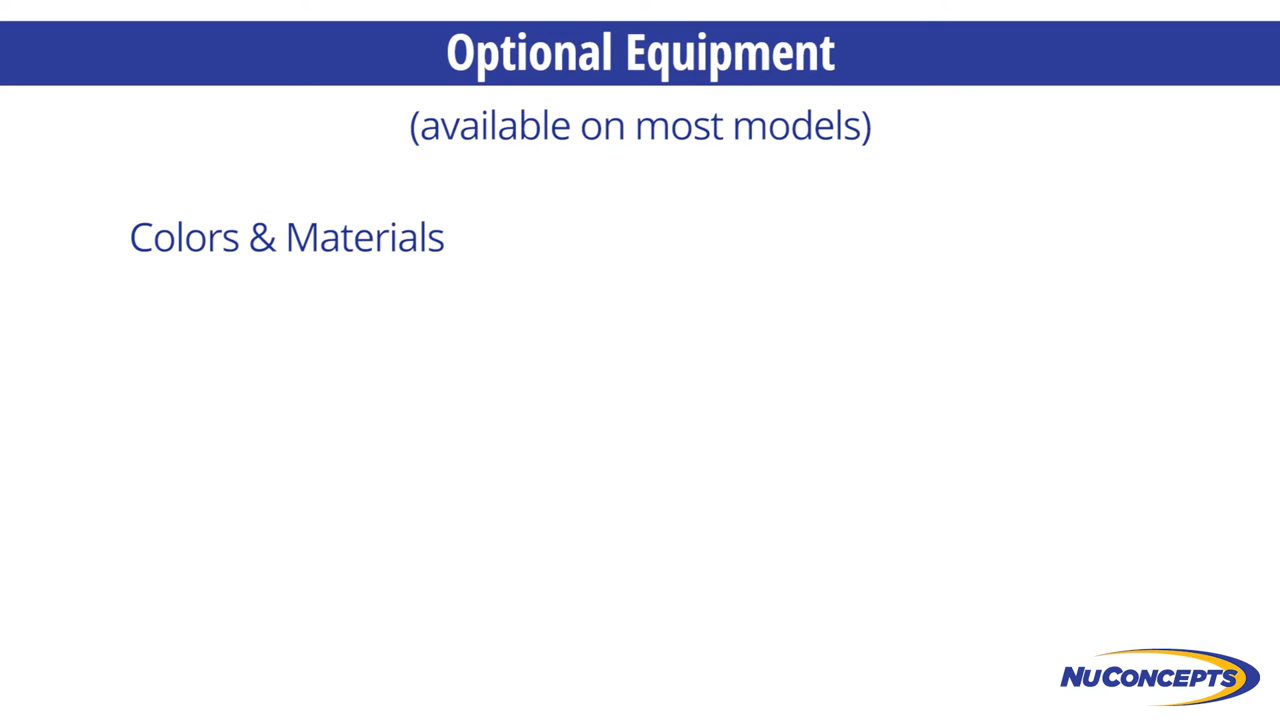 Optional Equipment
(available on most models)
Colors & Materials
NuConcepts